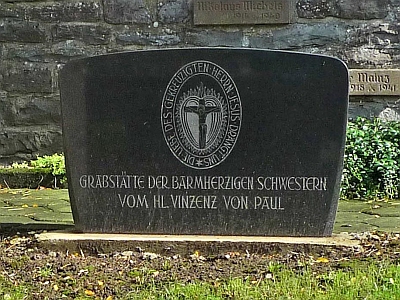 DIE LIEBE DES GEKREUZIGTEN HERRN JESUS DRÄNGT UNS
GRABSTÄTTE DER BARMHERZIGEN SCHWESTERN
VOM HL. VINZENZ VON PAUL
Mainz